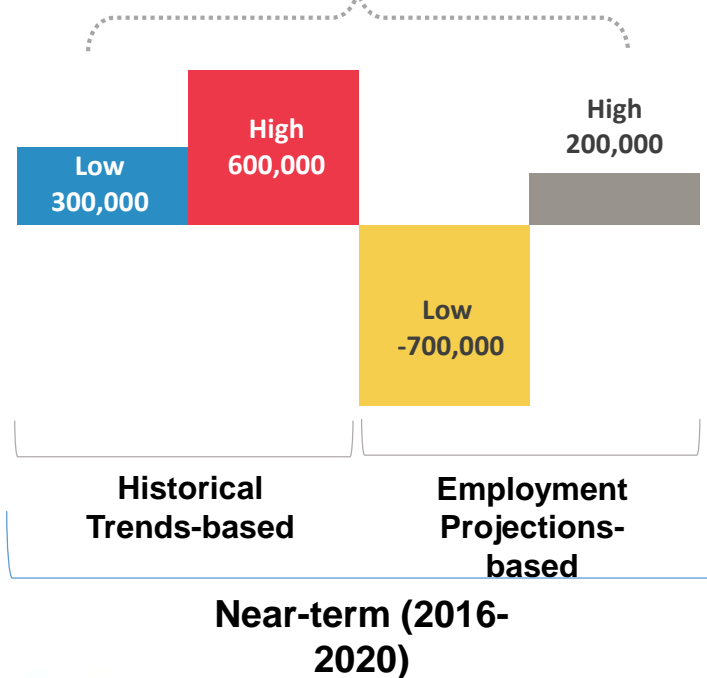 High
200,000
High
600,000
Low
300,000
Low
-700,000
Historical
Trends-based
Employment
Projections-
based
Near-term (2016-
2020)